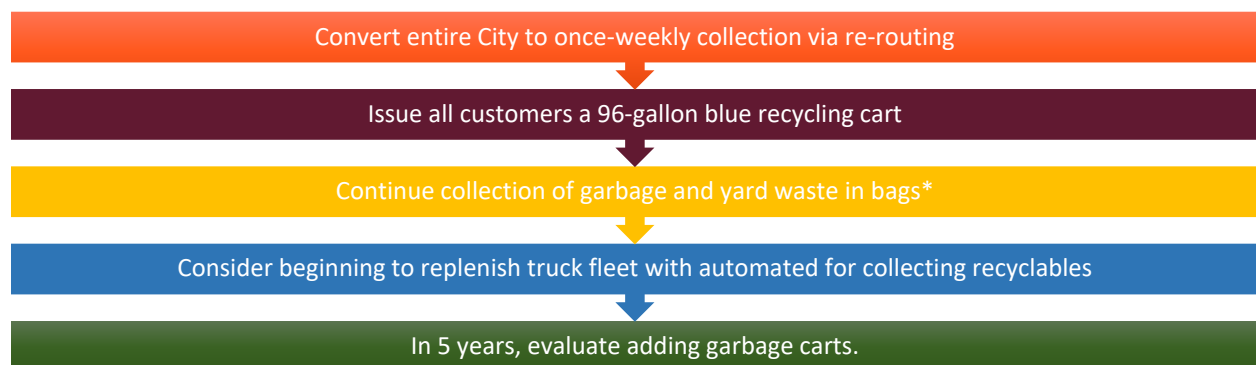 Convert entire City to once-weekly collection via re-routing
Issue all customers a 96-gallon blue recycling cart
Continue collection of garbage and yard waste in bags*
Consider beginning to replenish truck fleet with automated for collecting recyclables
In 5 years, evaluate adding garbage carts.